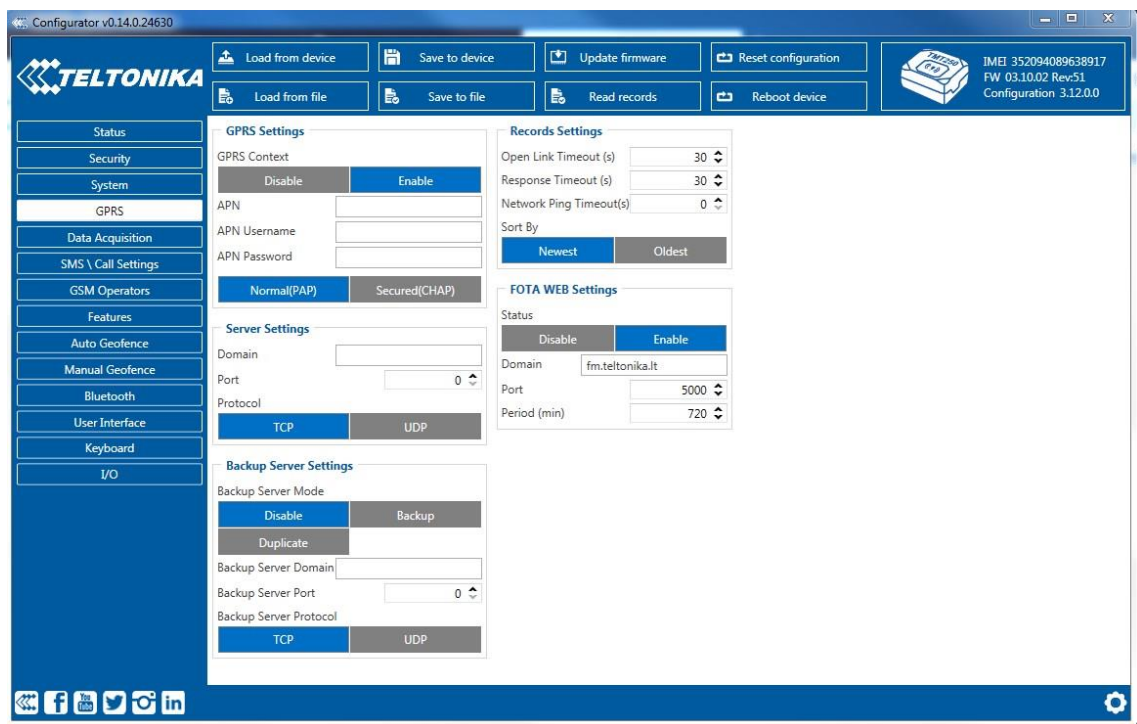 Configurator v0.14.0.24630
TELTONIKA
Load from device
Save to device
Update firmware
Reset configuration
Load from file
Save to file
Read records
Reboot device
TMT250
IMEI 352094089638917
FW 03.10.02 Rev:51
Configuration 3.12.0.0
Status
Security
System
GPRS
Data Acquisition
SMS \ Call Settings
GSM Operators
Features
Auto Geofence
Manual Geofence
Bluetooth
User Interface
Keyboard
I/O
GPRS Settings
GPRS Context
Disable Enable
APN
APN Username
APN Password
Normal(PAP) Secured(CHAP)
Server Settings
Domain
Port 0
Protocol
TCP UDP
Backup Server Settings
Backup Server Mode
Disable Backup
Duplicate
Backup Server Domain
Backup Server Port 0
Backup Server Protocol
TCP UDP
Records Settings
Open Link Timeout (s) 30
Response Timeout (s) 30
Network Ping Timeout(s) 0
Sort By
Newest Oldest
FOTA WEB Settings
Status
Disable Enable
Domain fm.teltonika.lt
Port 5000
Period (min) 720
f You Tube in